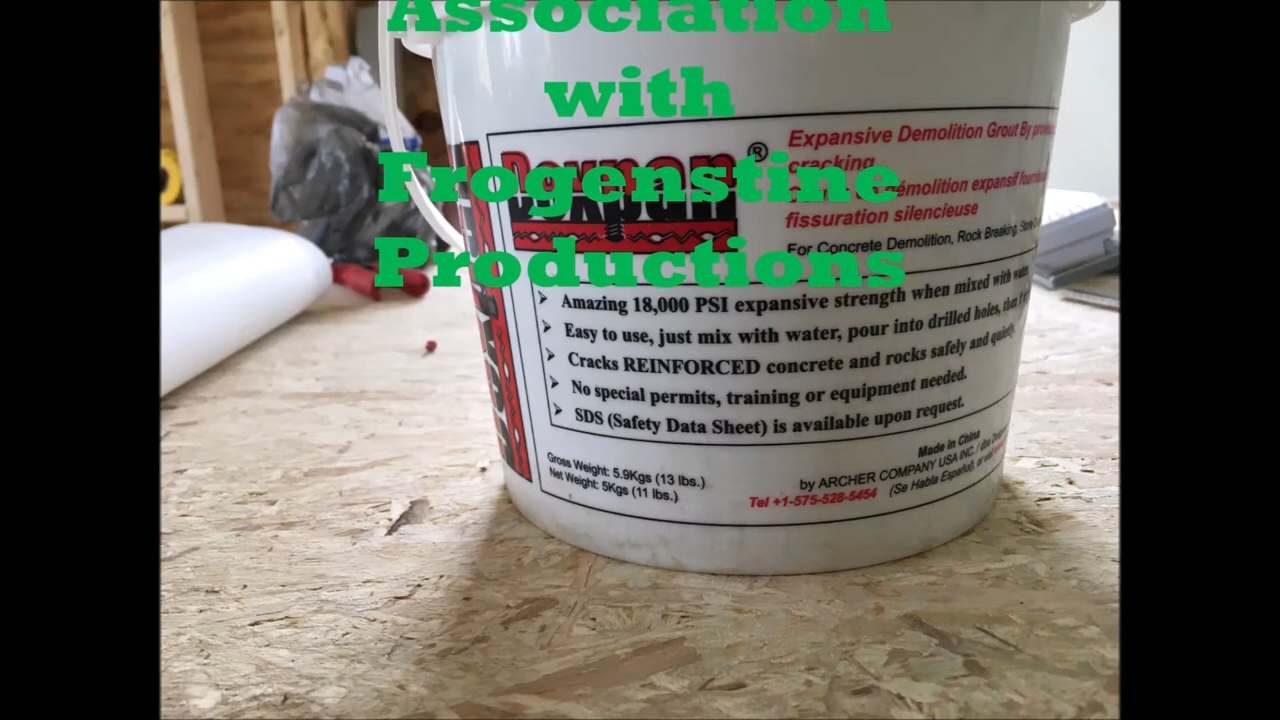 Association
with
Frogenstine
Productions
Dexpan®
Expansive Demolition Grout By
cracking
démolition expansif
fissuration silencieuse
For Concrete Demolition, Rock Breaking, Stone
➢ Amazing 18,000 PSI expansive strength when mixed with water.
➢ Easy to use, just mix with water, pour into drilled holes,
➢ Cracks REINFORCED concrete and rocks safely and quietly.
➢ No special permits, training or equipment needed.
➢ SDS (Safety Data Sheet) is available upon request.
Gross Weight: 5.9Kgs (13 lbs.)
Net Weight: 5Kgs (11 lbs.)
Made in China
by ARCHER COMPANY USA INC. / dba
Tel +1-575-528-5454 (Se Habla Español), or